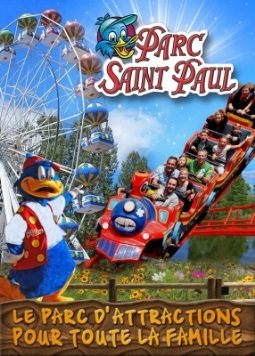 PARC
SAINT PAUL
LE PARC D'ATTRACTIONS
POUR TOUTE LA FAMILLE